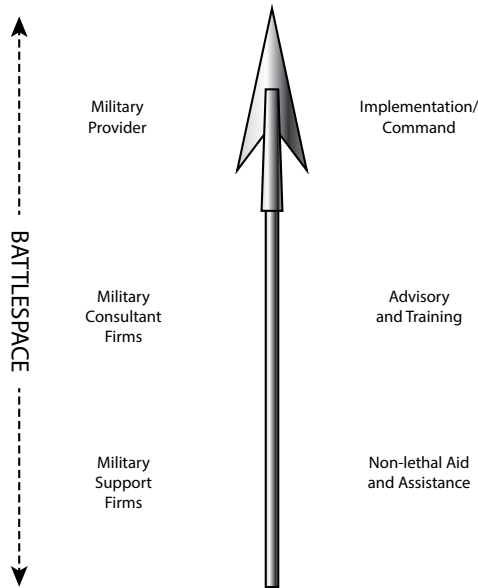 Military
Provider
Implementation/
Command
BATTLESPACE
Military
Consultant
Firms
Advisory
and Training
Military
Support
Firms
Non-lethal Aid
and Assistance